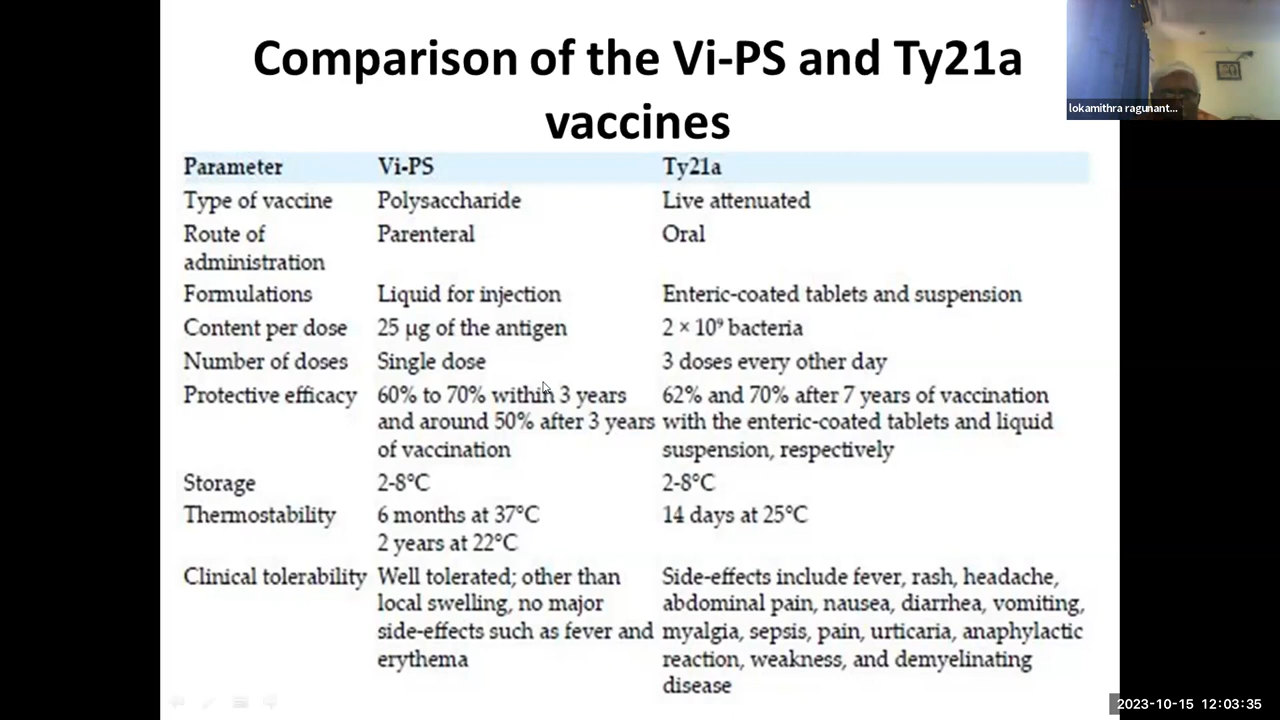 Comparison of the Vi-PS and Ty21a
vaccines
lokamithra ragunant...
Parameter Vi-PS Ty21a
Type of vaccine Polysaccharide Live attenuated
Route of Parenteral Oral
administration
Formulations Liquid for injection Enteric-coated tablets and suspension
Content per dose 25 µg of the antigen 2 × 10⁹ bacteria
Number of doses Single dose 3 doses every other day
Protective efficacy 60% to 70% within 3 years 62% and 70% after 7 years of vaccination
and around 50% after 3 years with the enteric-coated tablets and liquid
of vaccination suspension, respectively
Storage 2-8°C 2-8°C
Thermostability 6 months at 37°C 14 days at 25°C
2 years at 22°C
Clinical tolerability Well tolerated; other than Side-effects include fever, rash, headache,
local swelling, no major abdominal pain, nausea, diarrhea, vomiting,
side-effects such as fever and myalgia, sepsis, pain, urticaria, anaphylactic
erythema reaction, weakness, and demyelinating
disease
2023-10-15 12:03:35